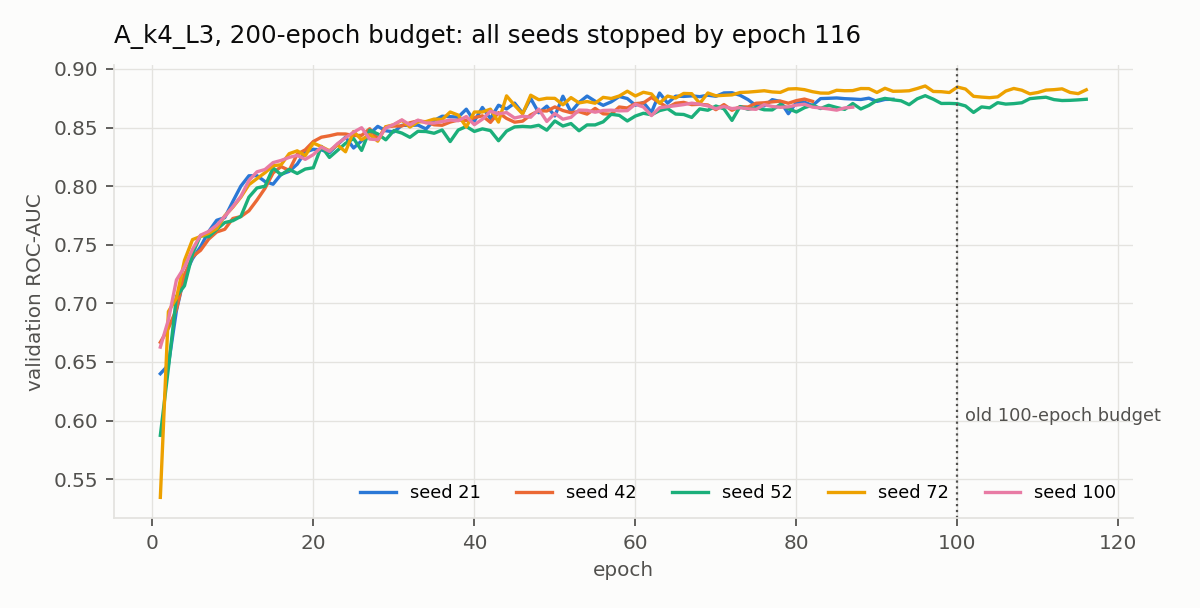 A_k4_L3, 200-epoch budget: all seeds stopped by epoch 116
0.90
0.85
0.80
0.75
0.70
0.65
0.60
0.55
validation ROC-AUC
old 100-epoch budget
seed 21 seed 42 seed 52 seed 72 seed 100
0 20 40 60 80 100 120
epoch